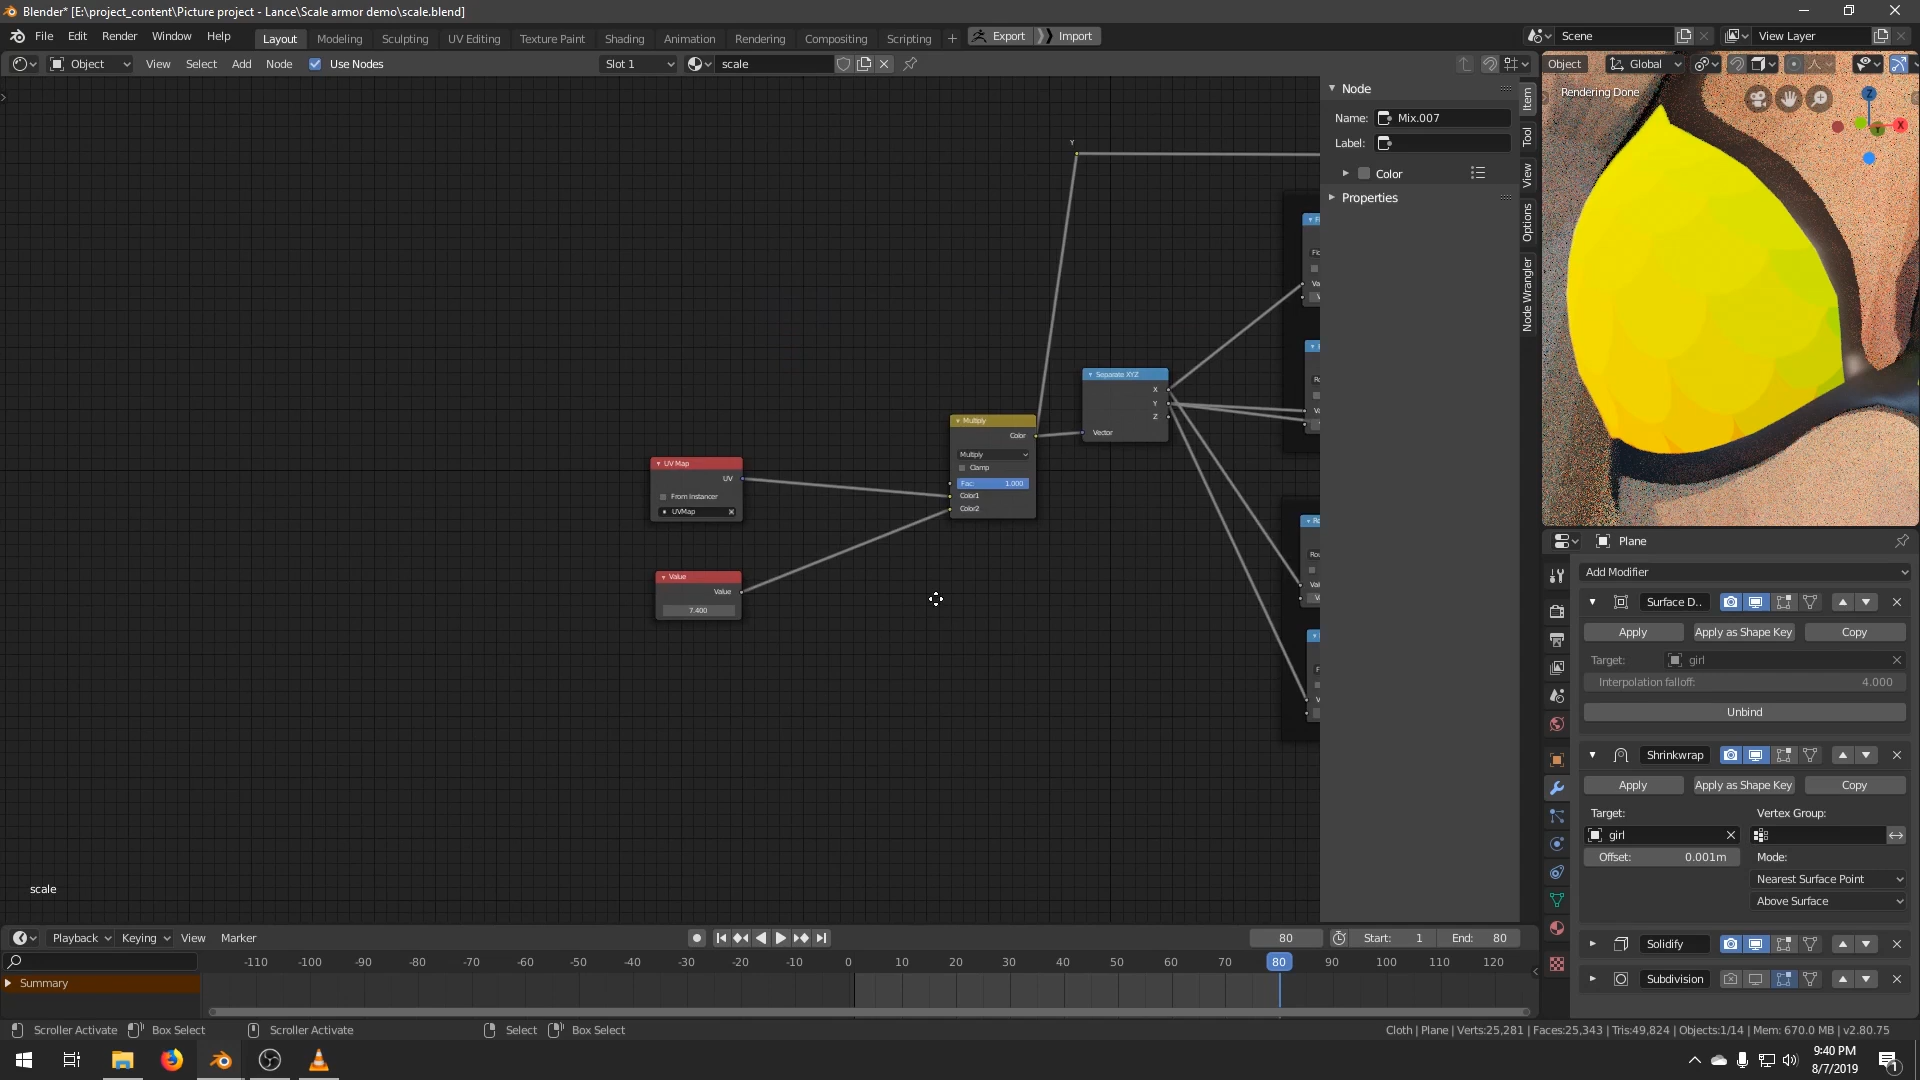 Blender* [E:\project_content\Picture project - Lance\Scale armor demo\scale.blend]
File Edit Render Window Help Layout Modeling Sculpting UV Editing Texture Paint Shading Animation Rendering Compositing Scripting + Export Import Scene View Layer
Object View Select Add Node Use Nodes Slot 1 scale Object Global
Rendering Done
Node
Name: Mix.007
Label:
Color
Properties
Item
Tool
View
Options
Node Wrangler
Z
X
Y
Y
Separate XYZ
X
Y
Z
Vector
Multiply
Color
Multiply
Clamp
Fac: 1.000
Color1
Color2
UV Map
UV
From Instancer
UVMap
Value
Value
7.400
scale
Plane
Add Modifier
Surface D..
Apply Apply as Shape Key Copy
Target: girl
Interpolation falloff: 4.000
Unbind
Shrinkwrap
Apply Apply as Shape Key Copy
Target: Vertex Group:
girl
Offset: 0.001m Mode:
Nearest Surface Point
Above Surface
Solidify
Subdivision
Playback Keying View Marker 80 Start: 1 End: 80
-110 -100 -90 -80 -70 -60 -50 -40 -30 -20 -10 0 10 20 30 40 50 60 70 80 90 100 110 120
Summary
Scroller Activate Box Select Scroller Activate Select Box Select Cloth | Plane | Verts:25,281 | Faces:25,343 | Tris:49,824 | Objects:1/14 | Mem: 670.0 MB | v2.80.75
9:40 PM
8/7/2019
1